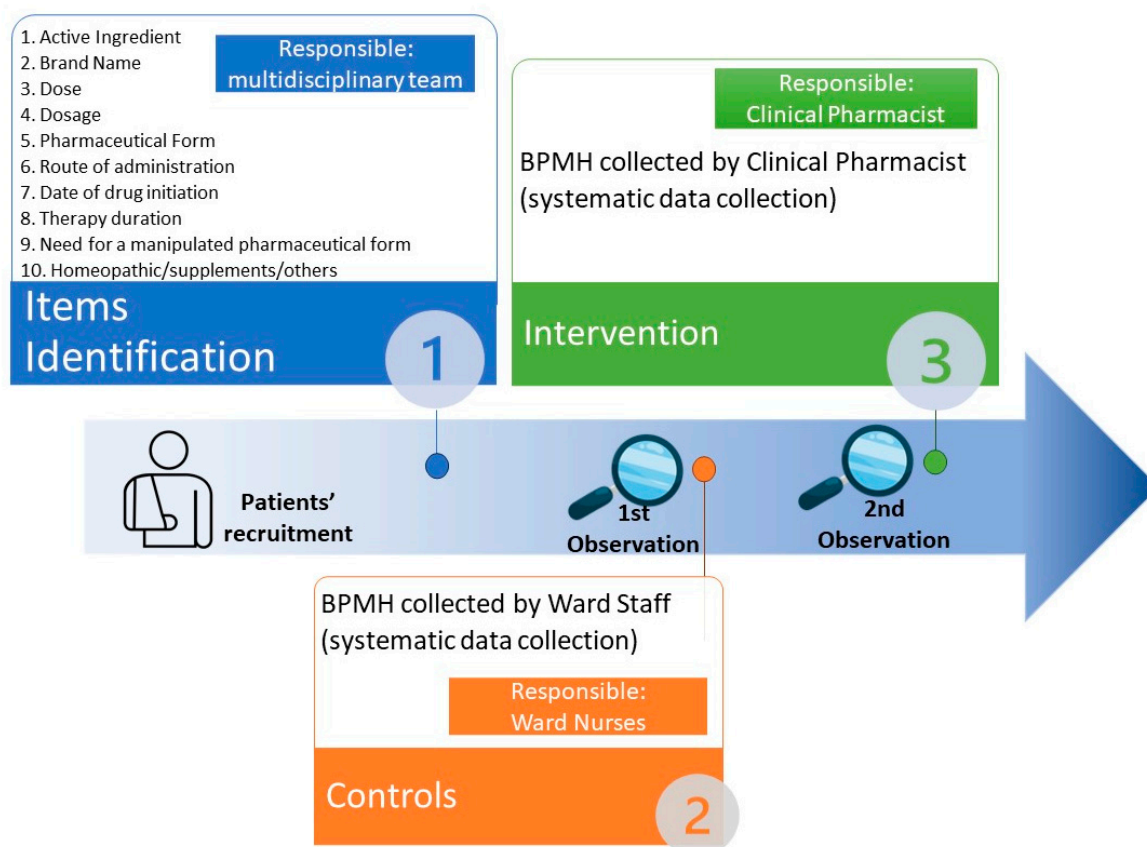 1. Active Ingredient
2. Brand Name
3. Dose
4. Dosage
5. Pharmaceutical Form
6. Route of administration
7. Date of drug initiation
8. Therapy duration
9. Need for a manipulated pharmaceutical form
10. Homeopathic/supplements/others
Responsible:
multidisciplinary team
Items
Identification
1
Responsible:
Clinical Pharmacist
BPMH collected by Clinical Pharmacist
(systematic data collection)
Intervention
3
Patients’
recruitment
1st
Observation
2nd
Observation
BPMH collected by Ward Staff
(systematic data collection)
Responsible:
Ward Nurses
Controls
2